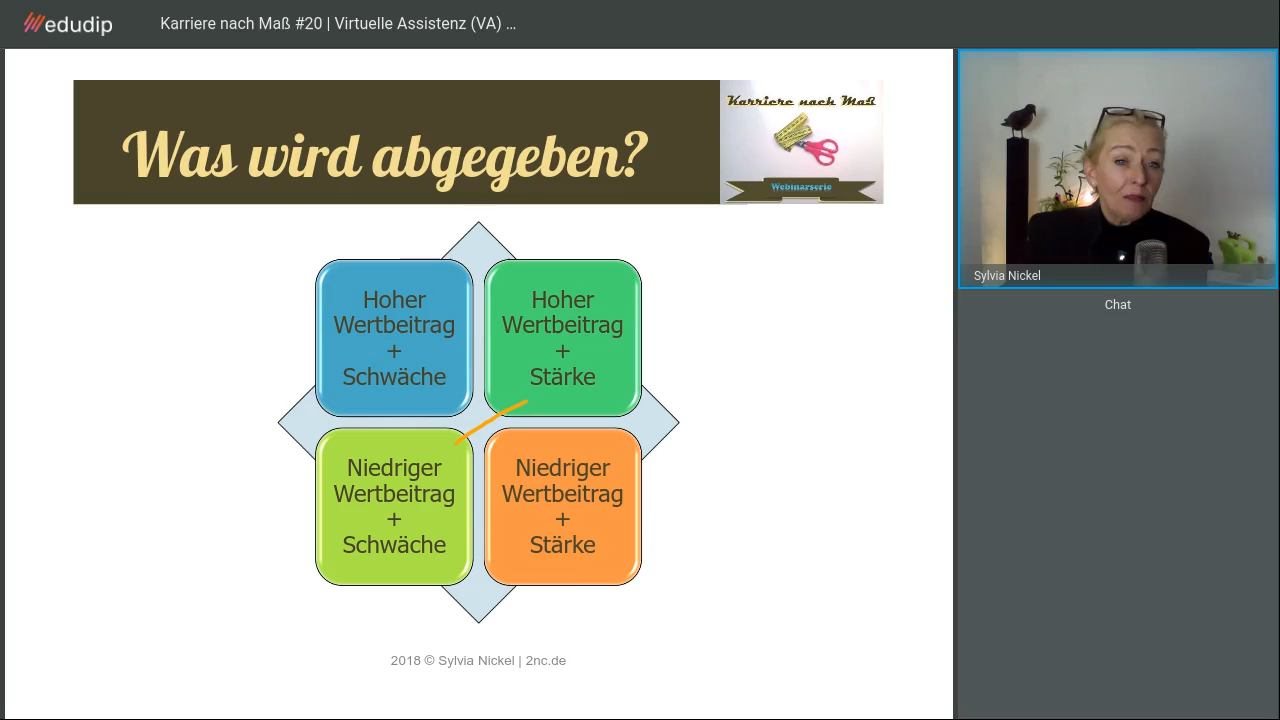 edudip
Karriere nach Maß #20 | Virtuelle Assistenz (VA) ...
Was wird abgegeben?
Karriere nach Maß
Webinarserie
Hoher
Wertbeitrag
+
Schwäche
Hoher
Wertbeitrag
+
Stärke
Niedriger
Wertbeitrag
+
Schwäche
Niedriger
Wertbeitrag
+
Stärke
2018 © Sylvia Nickel | 2nc.de
Sylvia Nickel
Chat